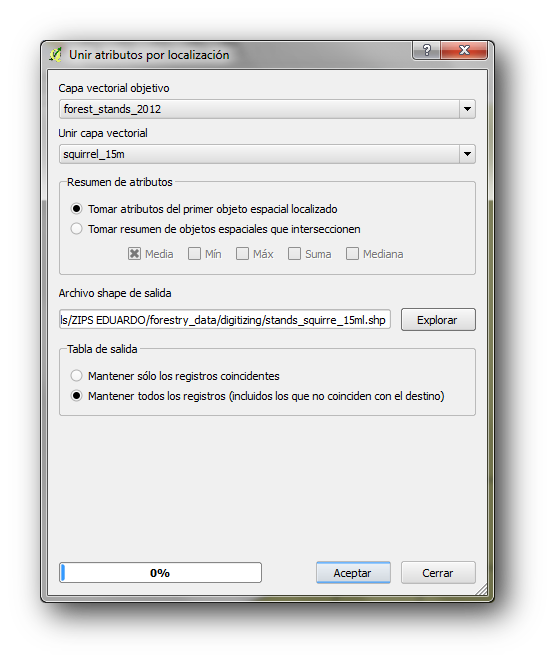 Unir atributos por localización
?
Capa vectorial objetivo
forest_stands_2012
Unir capa vectorial
squirrel_15m
Resumen de atributos
Tomar atributos del primer objeto espacial localizado
Tomar resumen de objetos espaciales que interseccionen
Media Mín Máx Suma Mediana
Archivo shape de salida
ls/ZIPS EDUARDO/forestry_data/digitizing/stands_squirre_15ml.shp Explorar
Tabla de salida
Mantener sólo los registros coincidentes
Mantener todos los registros (incluidos los que no coinciden con el destino)
0% Aceptar Cerrar